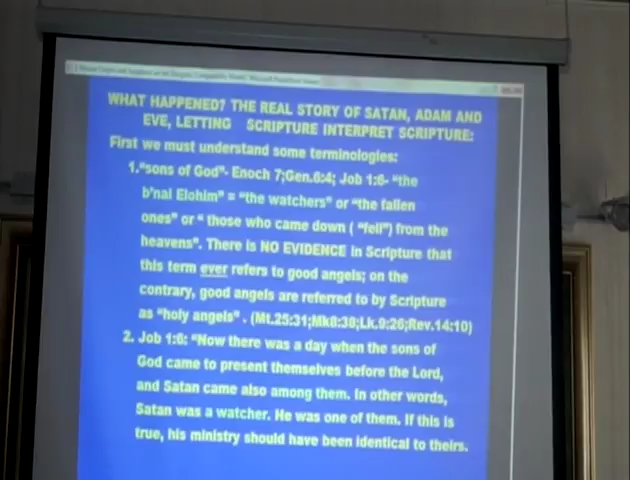 WHAT HAPPENED? THE REAL STORY OF SATAN, ADAM AND
EVE, LETTING SCRIPTURE INTERPRET SCRIPTURE:
First we must understand some terminologies:
1."sons of God"- Enoch 7;Gen.6:4; Job 1:6- "the
b'nai Elohim" = "the watchers" or "the fallen
ones" or " those who came down ( "fell") from the
heavens". There is NO EVIDENCE in Scripture that
this term ever refers to good angels; on the
contrary, good angels are referred to by Scripture
as "holy angels" . (Mt.25:31;Mk8:38;Lk.9:26;Rev.14:10)
2. Job 1:6: "Now there was a day when the sons of
God came to present themselves before the Lord,
and Satan came also among them. In other words,
Satan was a watcher. He was one of them. If this is
true, his ministry should have been identical to theirs.